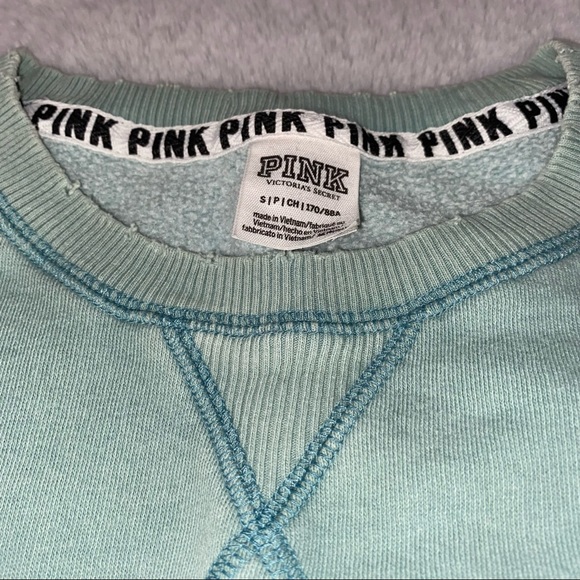 PINK PINK PINK PINK PINK PIN
PINK
VICTORIA'S SECRET
S|P|CH|170/88A
made in Vietnam/fabriqué au
Vietnam/hecho en Vietnam/
fabbricato in Vietnam/